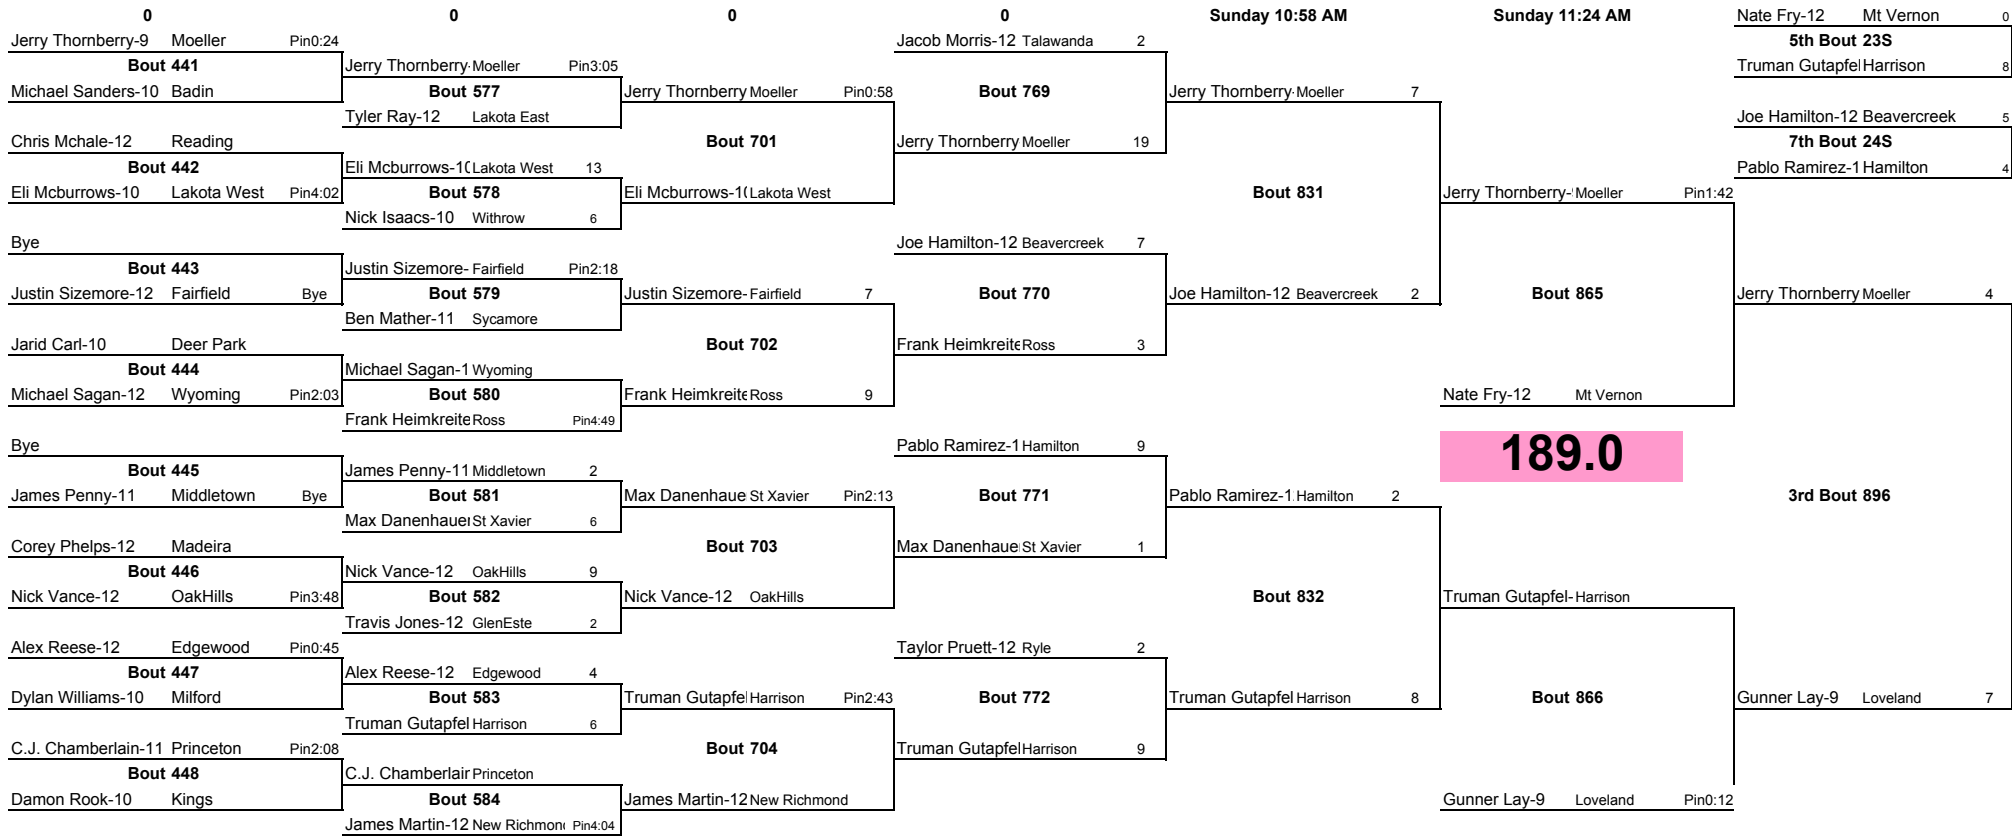 0 0 0 0 Sunday 10:58 AM Sunday 11:24 AM Nate Fry-12 Mt Vernon 0
Jerry Thornberry-9 Moeller Pin0:24 Jacob Morris-12 Talawanda 2 5th Bout 23S
Bout 441 Jerry Thornberry- Moeller Pin3:05 Truman Gutapfel Harrison 8
Michael Sanders-10 Badin Bout 577 Jerry Thornberry Moeller Pin0:58 Bout 769 Jerry Thornberry- Moeller 7
Tyler Ray-12 Lakota East Joe Hamilton-12 Beavercreek 5
Chris Mchale-12 Reading Bout 701 Jerry Thornberry Moeller 19 7th Bout 24S
Bout 442 Eli Mcburrows-10 Lakota West 13 Pablo Ramirez-1 Hamilton 4
Eli Mcburrows-10 Lakota West Pin4:02 Bout 578 Eli Mcburrows-10 Lakota West Bout 831 Jerry Thornberry- Moeller Pin1:42
Nick Isaacs-10 Withrow 6
Bye Joe Hamilton-12 Beavercreek 7
Bout 443 Justin Sizemore- Fairfield Pin2:18
Justin Sizemore-12 Fairfield Bye Bout 579 Justin Sizemore- Fairfield 7 Bout 770 Joe Hamilton-12 Beavercreek 2 Bout 865 Jerry Thornberry Moeller 4
Ben Mather-11 Sycamore
Jarid Carl-10 Deer Park Bout 702 Frank Heimkreite Ross 3
Bout 444 Michael Sagan-1 Wyoming
Michael Sagan-12 Wyoming Pin2:03 Bout 580 Frank Heimkreite Ross 9 Nate Fry-12 Mt Vernon
Frank Heimkreite Ross Pin4:49
Bye Pablo Ramirez-1 Hamilton 9 189.0
Bout 445 James Penny-11 Middletown 2
James Penny-11 Middletown Bye Bout 581 Max Danenhaue St Xavier Pin2:13 Bout 771 Pablo Ramirez-1 Hamilton 2 3rd Bout 896
Max Danenhauer St Xavier 6
Corey Phelps-12 Madeira Bout 703 Max Danenhaue St Xavier 1
Bout 446 Nick Vance-12 OakHills 9
Nick Vance-12 OakHills Pin3:48 Bout 582 Nick Vance-12 OakHills Bout 832 Truman Gutapfel- Harrison
Travis Jones-12 GlenEste 2
Alex Reese-12 Edgewood Pin0:45 Taylor Pruett-12 Ryle 2
Bout 447 Alex Reese-12 Edgewood 4
Dylan Williams-10 Milford Bout 583 Truman Gutapfel Harrison Pin2:43 Bout 772 Truman Gutapfel Harrison 8 Bout 866 Gunner Lay-9 Loveland 7
Truman Gutapfel Harrison 6
C.J. Chamberlain-11 Princeton Pin2:08 Bout 704 Truman Gutapfel Harrison 9
Bout 448 C.J. Chamberlain Princeton
Damon Rook-10 Kings Bout 584 James Martin-12 New Richmond Gunner Lay-9 Loveland Pin0:12
James Martin-12 New Richmond Pin4:04